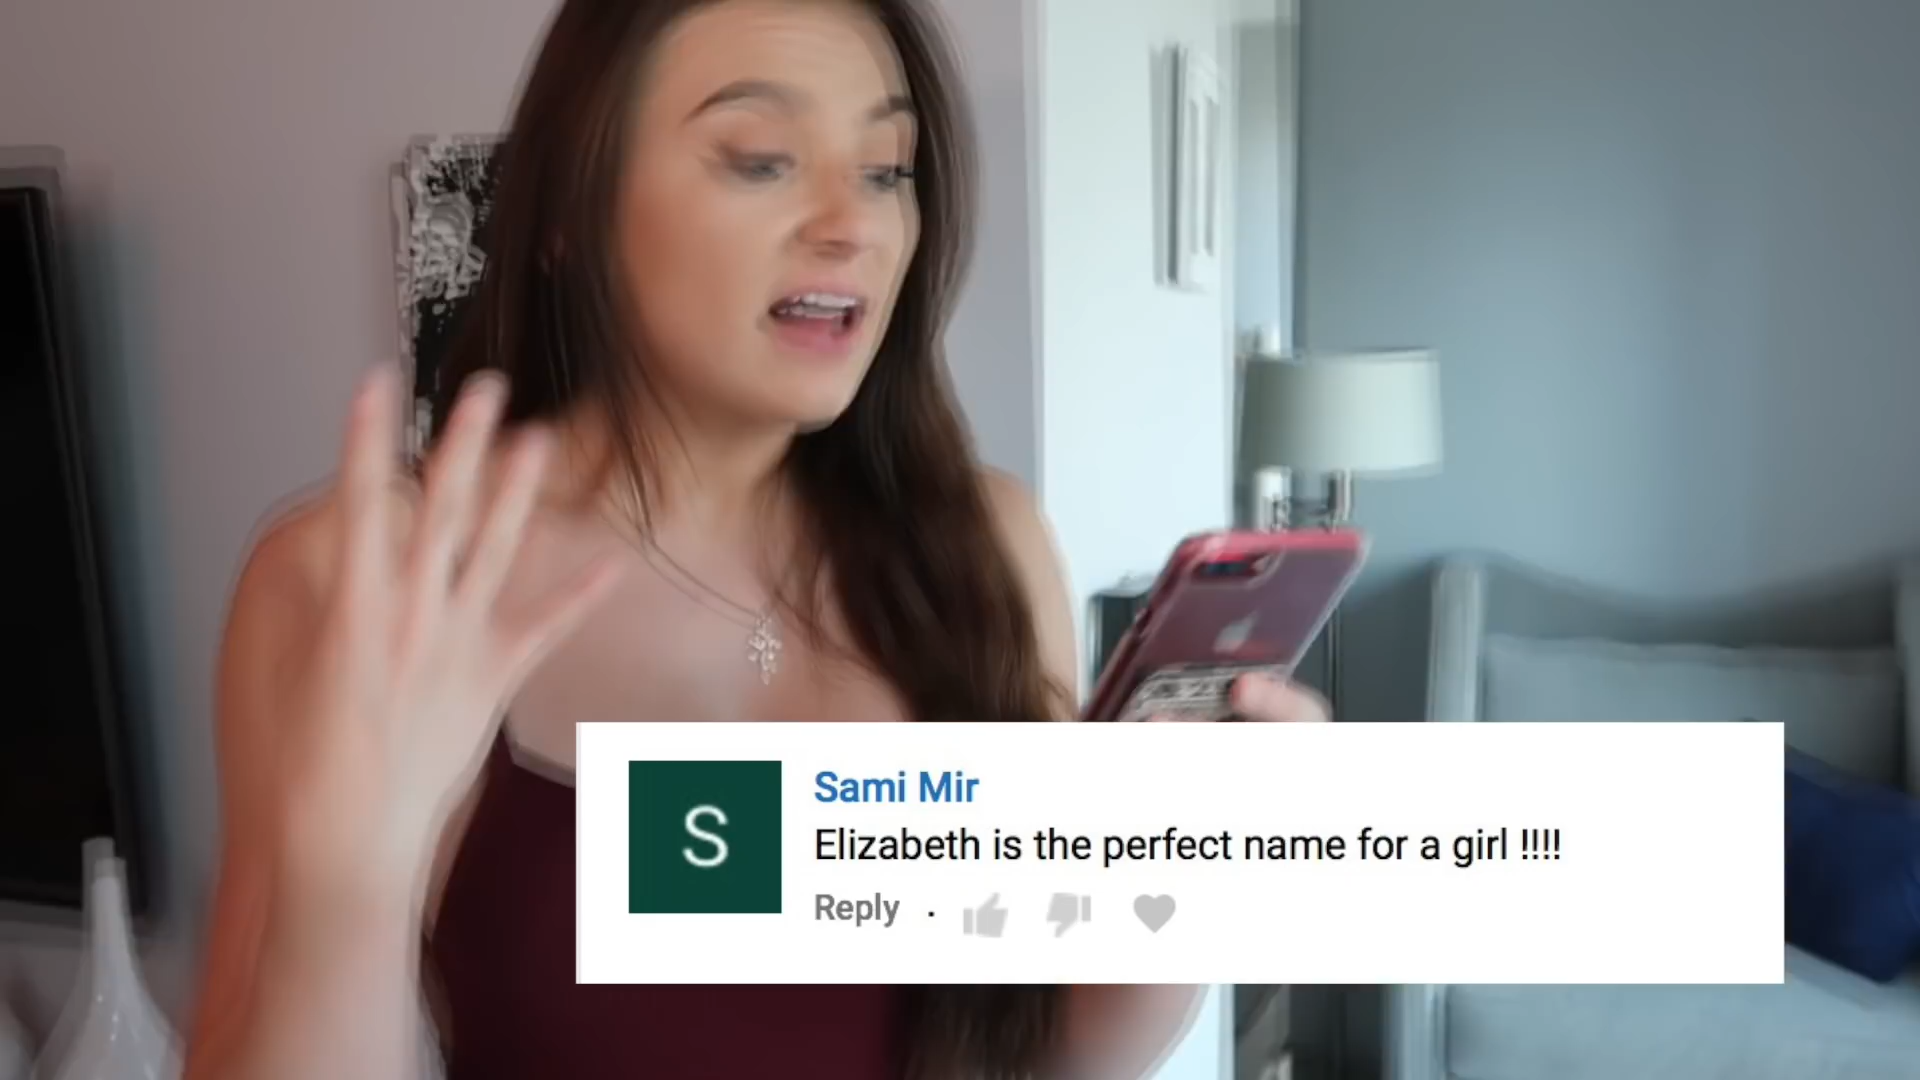 S
Sami Mir
Elizabeth is the perfect name for a girl !!!!
Reply .